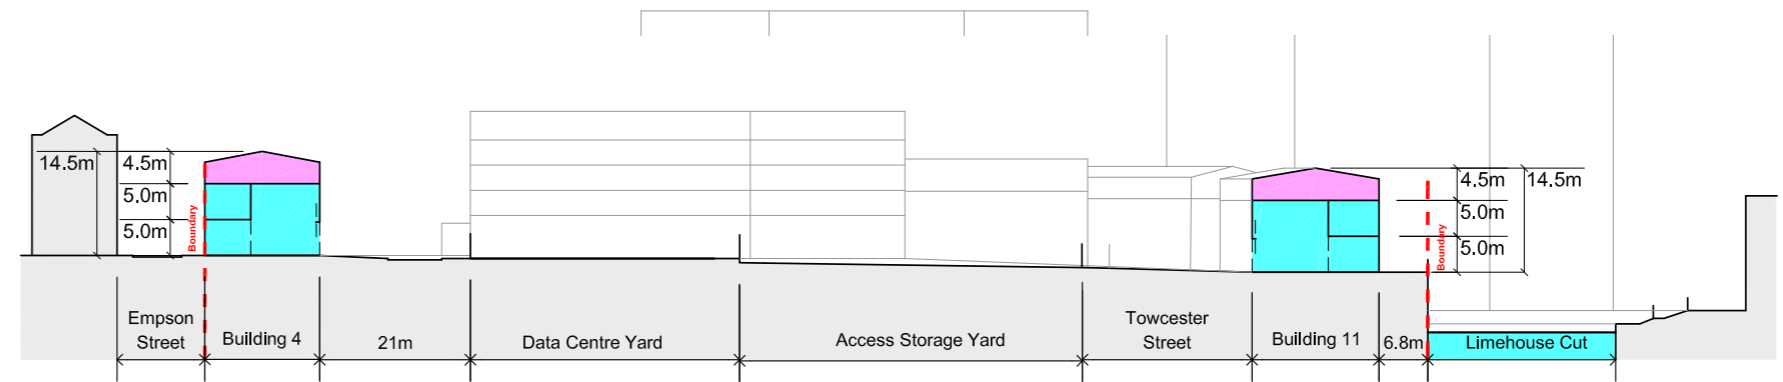 14.5m
4.5m
5.0m
5.0m
Boundary
4.5m
14.5m
5.0m
5.0m
Boundary
Empson
Street
Building 4
21m
Data Centre Yard
Access Storage Yard
Towcester
Street
Building 11
6.8m
Limehouse Cut